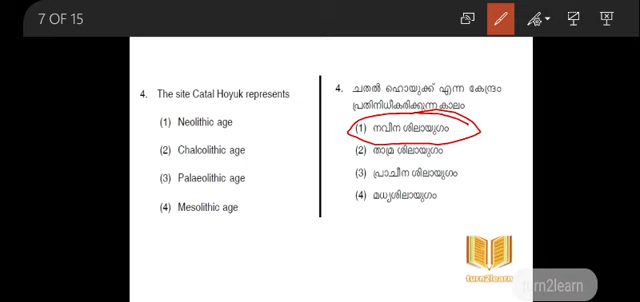 7 OF 15
4. The site Catal Hoyuk represents
(1) Neolithic age
(2) Chalcolithic age
(3) Palaeolithic age
(4) Mesolithic age
4. ചതൽ ഹൊയുക്ക് എന്ന കേന്ദ്രം
പ്രതിനിധീകരിക്കുന്ന കാലം
(1) നവീന ശിലായുഗം
(2) താമ്ര ശിലായുഗം
(3) പ്രാചീന ശിലായുഗം
(4) മധ്യശിലായുഗം
turn2learn
turn2learn